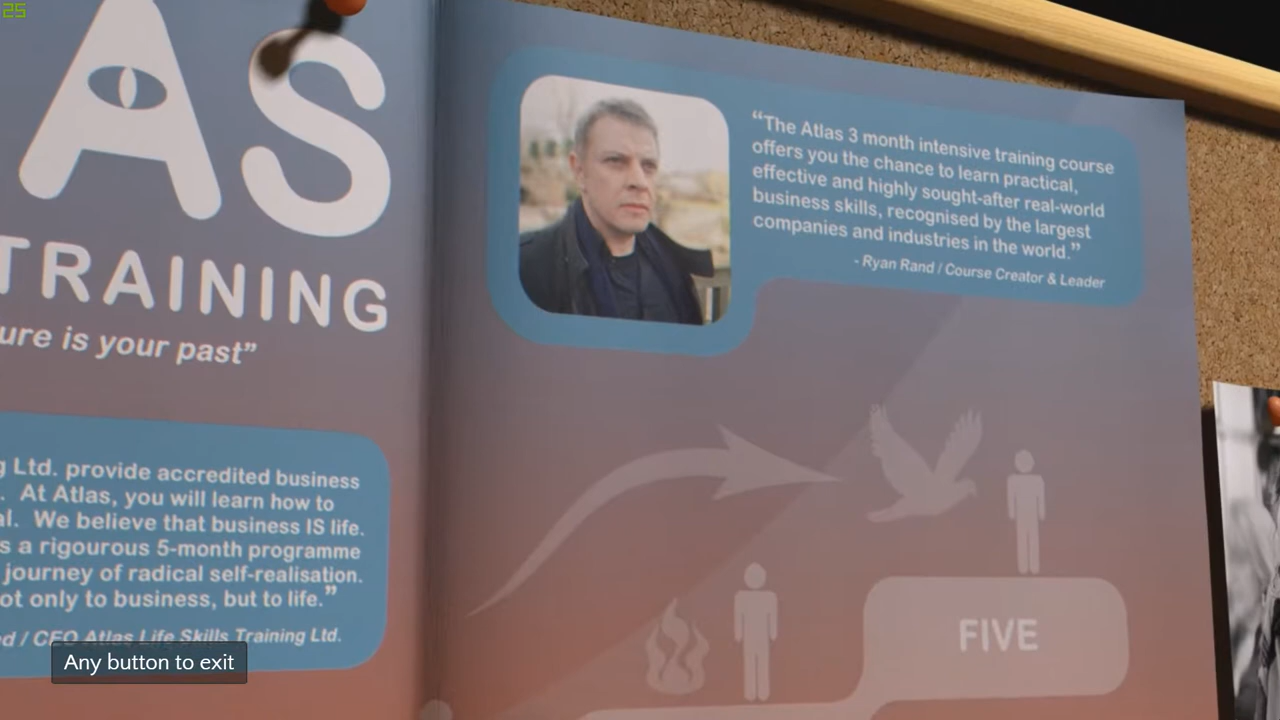 25
AS
TRAINING
ure is your past”
g Ltd. provide accredited business
. At Atlas, you will learn how to
al. We believe that business IS life.
s a rigourous 5-month programme
journey of radical self-realisation.
ot only to business, but to life.”
d / CEO Atlas Life Skills Training Ltd.
Any button to exit
“The Atlas 3 month intensive training course
offers you the chance to learn practical,
effective and highly sought-after real-world
business skills, recognised by the largest
companies and industries in the world.”
- Ryan Rand / Course Creator & Leader
FIVE